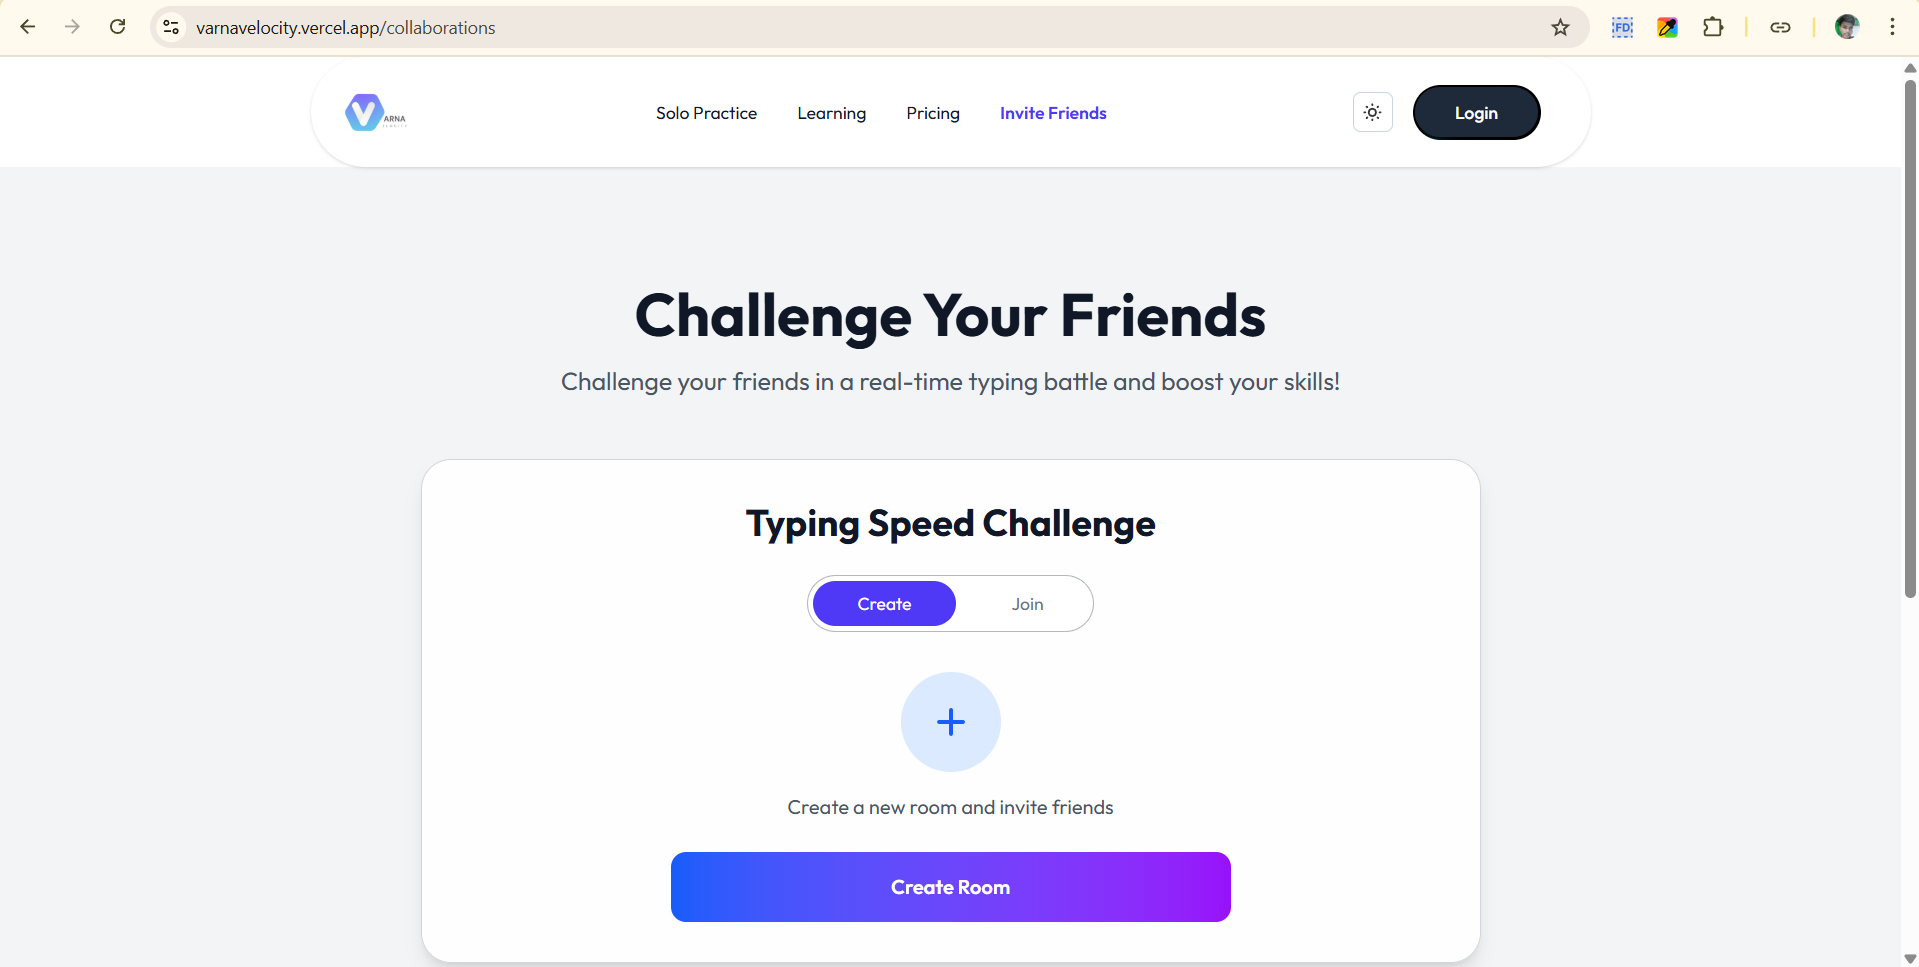 varnavelocity.vercel.app/collaborations
FD
ARNA
Solo Practice
Learning
Pricing
Invite Friends
Login
Challenge Your Friends
Challenge your friends in a real-time typing battle and boost your skills!
Typing Speed Challenge
Create
Join
Create a new room and invite friends
Create Room